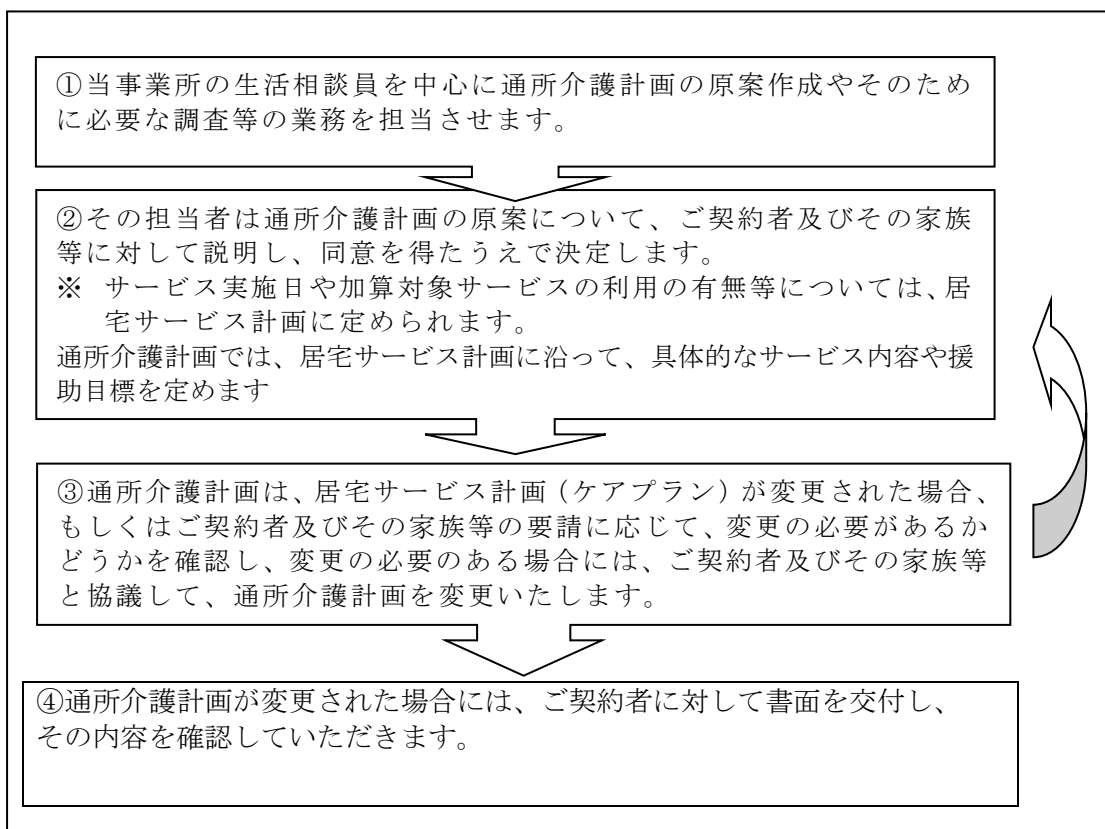 ①当事業所の生活相談員を中心に通所介護計画の原案作成やそのため
に必要な調査等の業務を担当させます。
②その担当者は通所介護計画の原案について、ご契約者及びその家族
等に対して説明し、同意を得たうえで決定します。
※ サービス実施日や加算対象サービスの利用の有無等については、居
宅サービス計画に定められます。
通所介護計画では、居宅サービス計画に沿って、具体的なサービス内容や援
助目標を定めます
③通所介護計画は、居宅サービス計画（ケアプラン）が変更された場合、
もしくはご契約者及びその家族等の要請に応じて、変更の必要があるか
どうかを確認し、変更の必要のある場合には、ご契約者及びその家族等
と協議して、通所介護計画を変更いたします。
④通所介護計画が変更された場合には、ご契約者に対して書面を交付し、
その内容を確認していただきます。